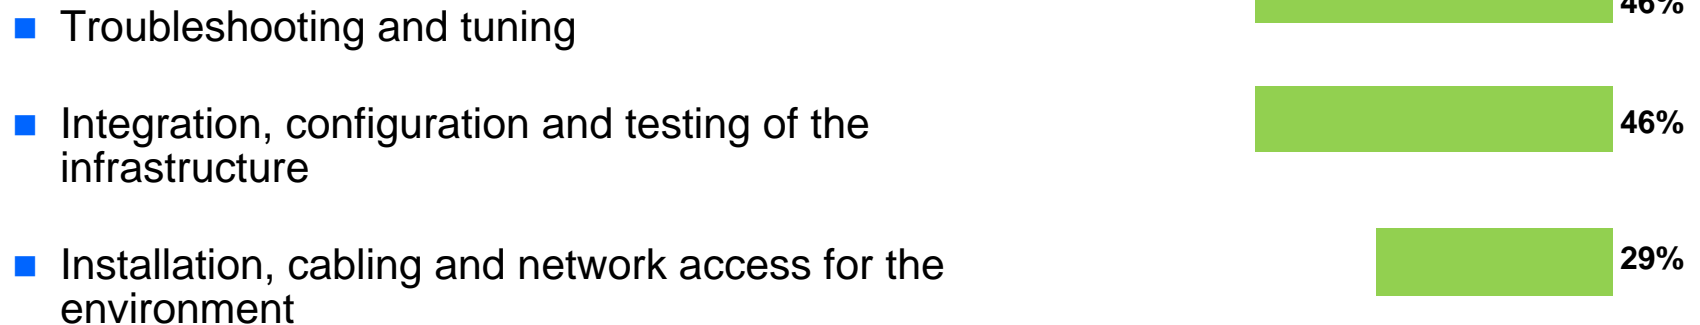 46%
Troubleshooting and tuning
Integration, configuration and testing of the
infrastructure
46%
Installation, cabling and network access for the
environment
29%